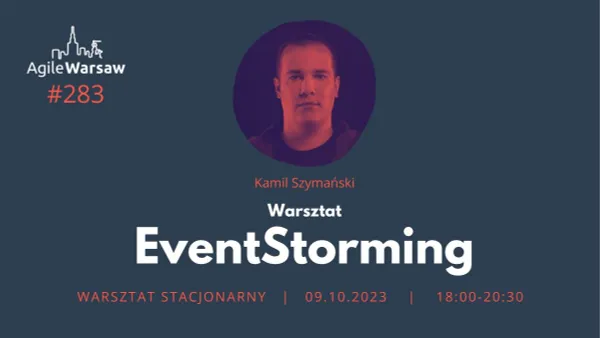 AgileWarsaw
#283
Kamil Szymański
Warsztat
EventStorming
WARSZTAT STACJONARNY | 09.10.2023 | 18:00-20:30